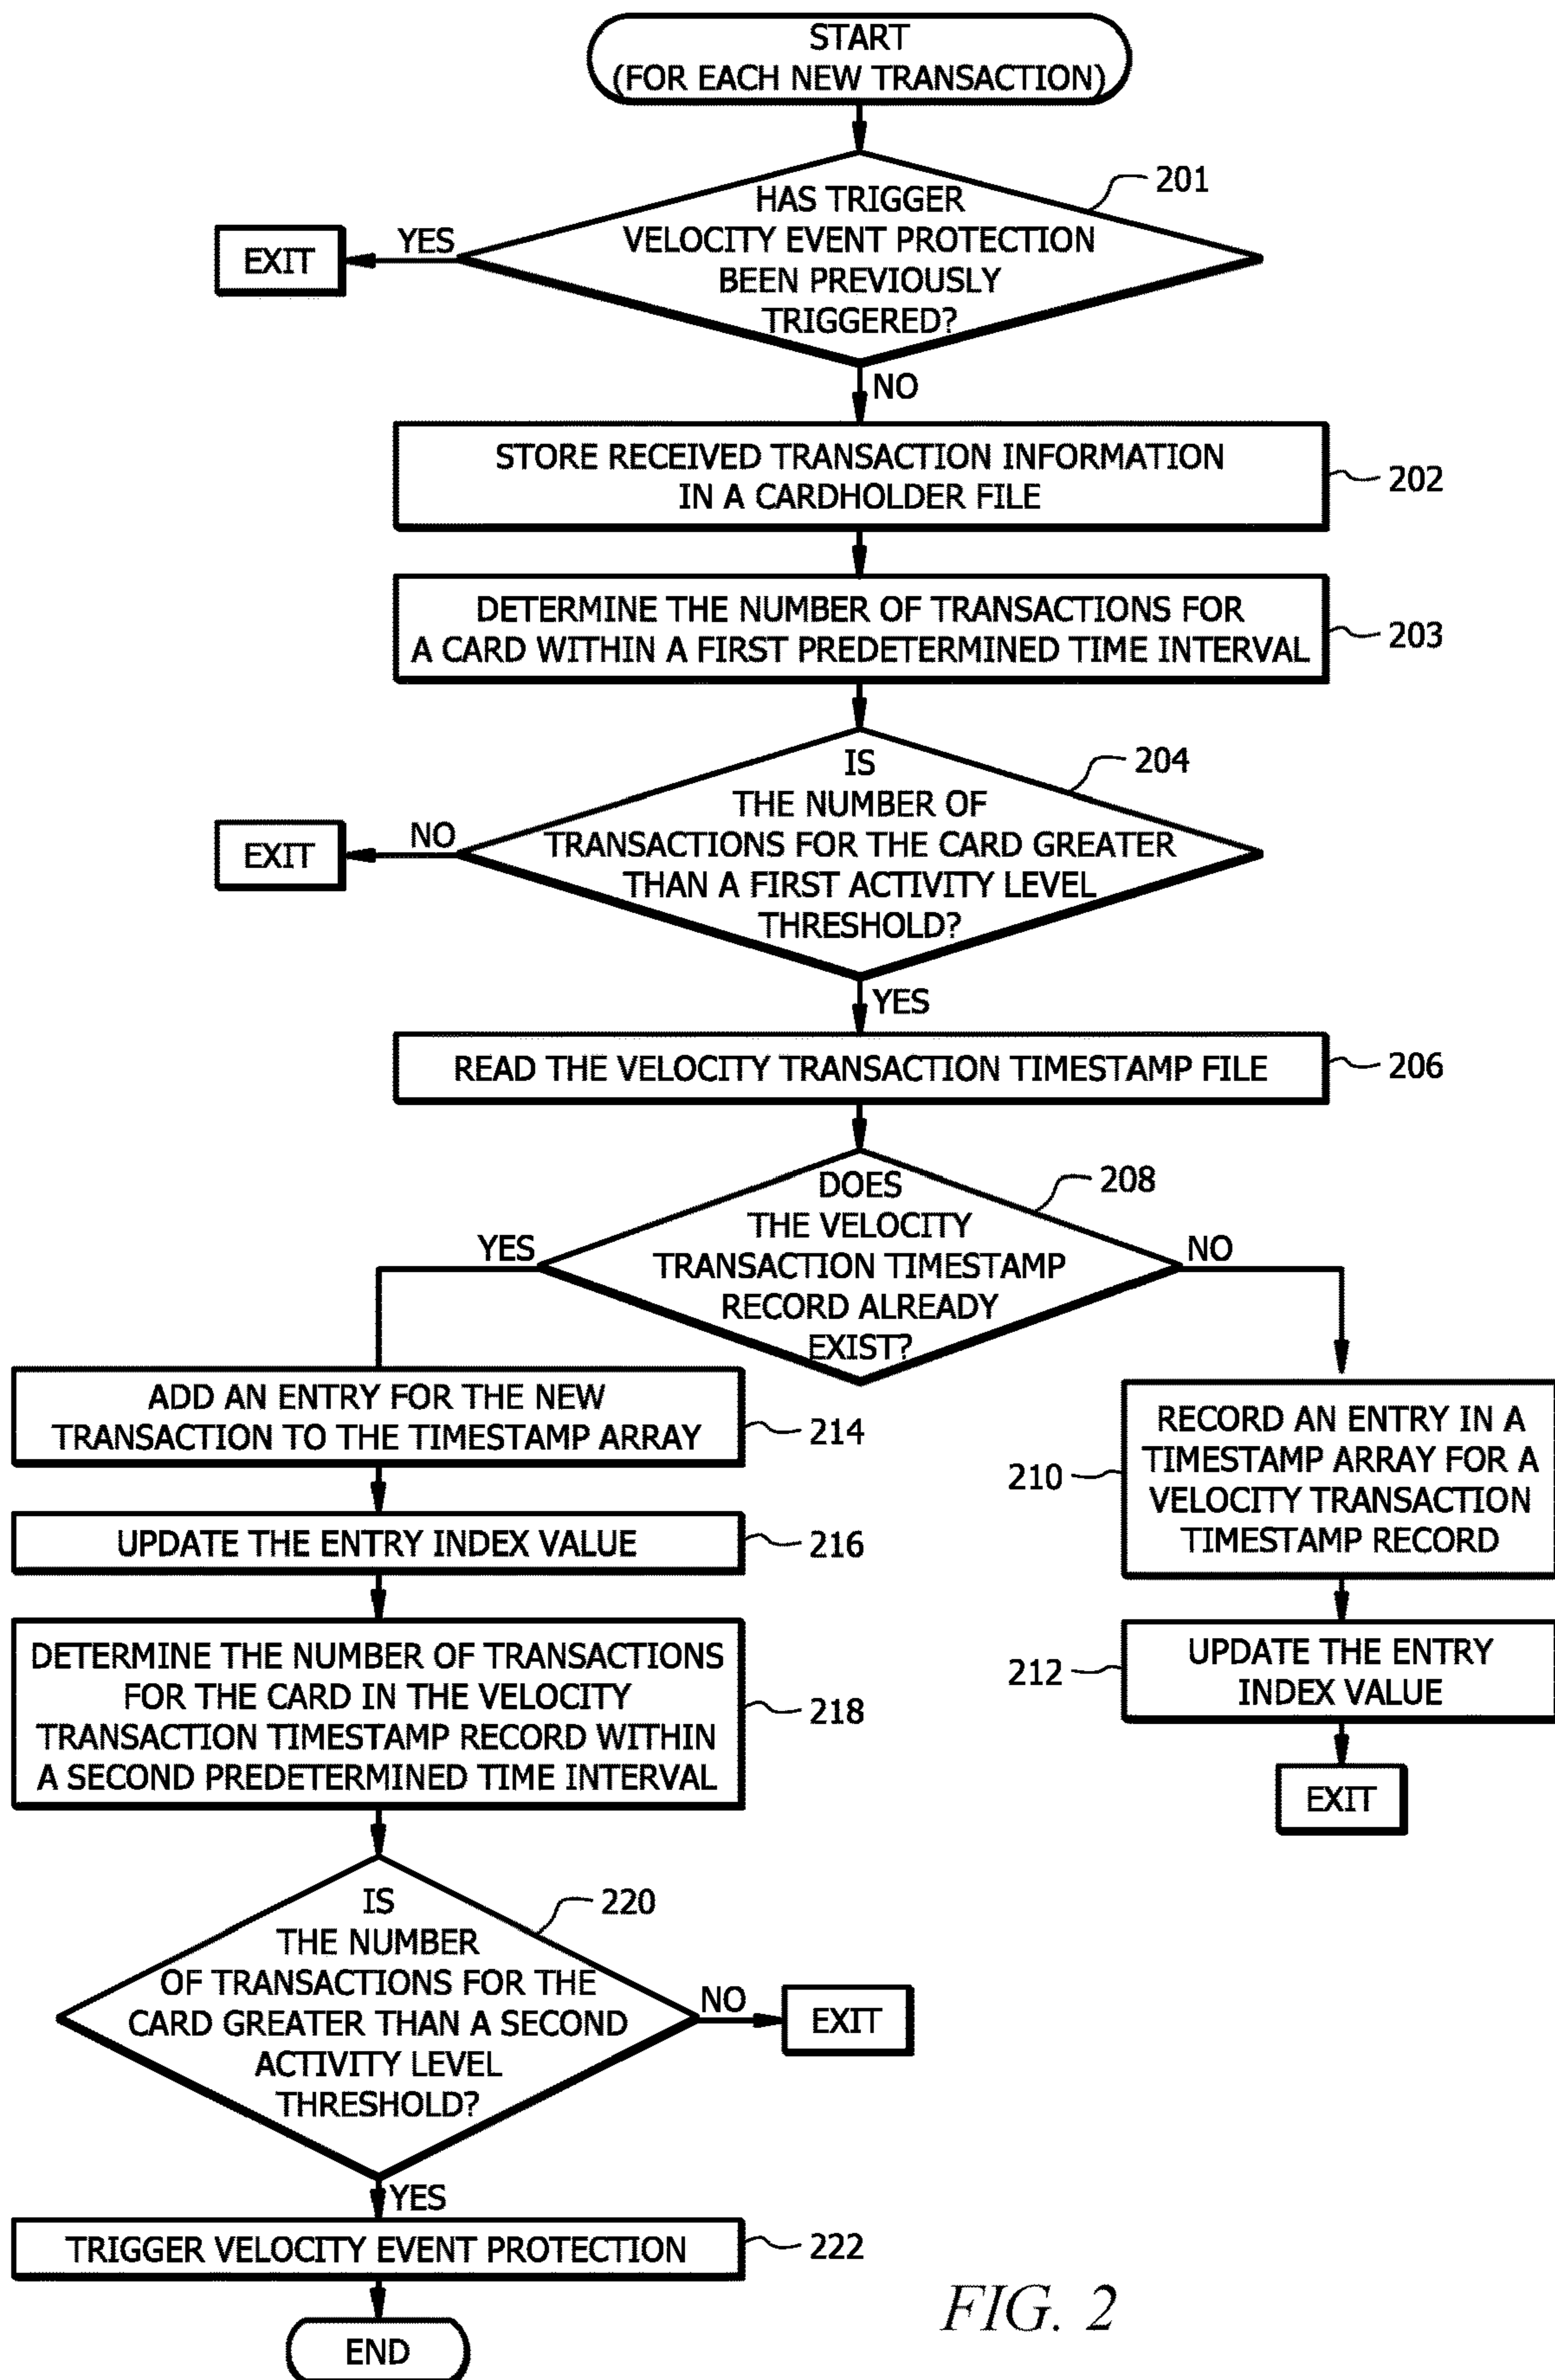 START
(FOR EACH NEW TRANSACTION)
201
HAS TRIGGER
VELOCITY EVENT PROTECTION
BEEN PREVIOUSLY
TRIGGERED?
YES
EXIT
NO
STORE RECEIVED TRANSACTION INFORMATION
IN A CARDHOLDER FILE
202
DETERMINE THE NUMBER OF TRANSACTIONS FOR
A CARD WITHIN A FIRST PREDETERMINED TIME INTERVAL
203
204
IS
THE NUMBER OF
TRANSACTIONS FOR THE CARD GREATER
THAN A FIRST ACTIVITY LEVEL
THRESHOLD?
NO
EXIT
YES
READ THE VELOCITY TRANSACTION TIMESTAMP FILE
206
208
DOES
THE VELOCITY
TRANSACTION TIMESTAMP
RECORD ALREADY
EXIST?
YES
NO
ADD AN ENTRY FOR THE NEW
TRANSACTION TO THE TIMESTAMP ARRAY
214
UPDATE THE ENTRY INDEX VALUE
216
DETERMINE THE NUMBER OF TRANSACTIONS
FOR THE CARD IN THE VELOCITY
TRANSACTION TIMESTAMP RECORD WITHIN
A SECOND PREDETERMINED TIME INTERVAL
218
RECORD AN ENTRY IN A
TIMESTAMP ARRAY FOR A
VELOCITY TRANSACTION
TIMESTAMP RECORD
210
UPDATE THE ENTRY
INDEX VALUE
212
EXIT
220
IS
THE NUMBER
OF TRANSACTIONS FOR THE
CARD GREATER THAN A SECOND
ACTIVITY LEVEL
THRESHOLD?
NO
EXIT
YES
TRIGGER VELOCITY EVENT PROTECTION
222
END
FIG. 2